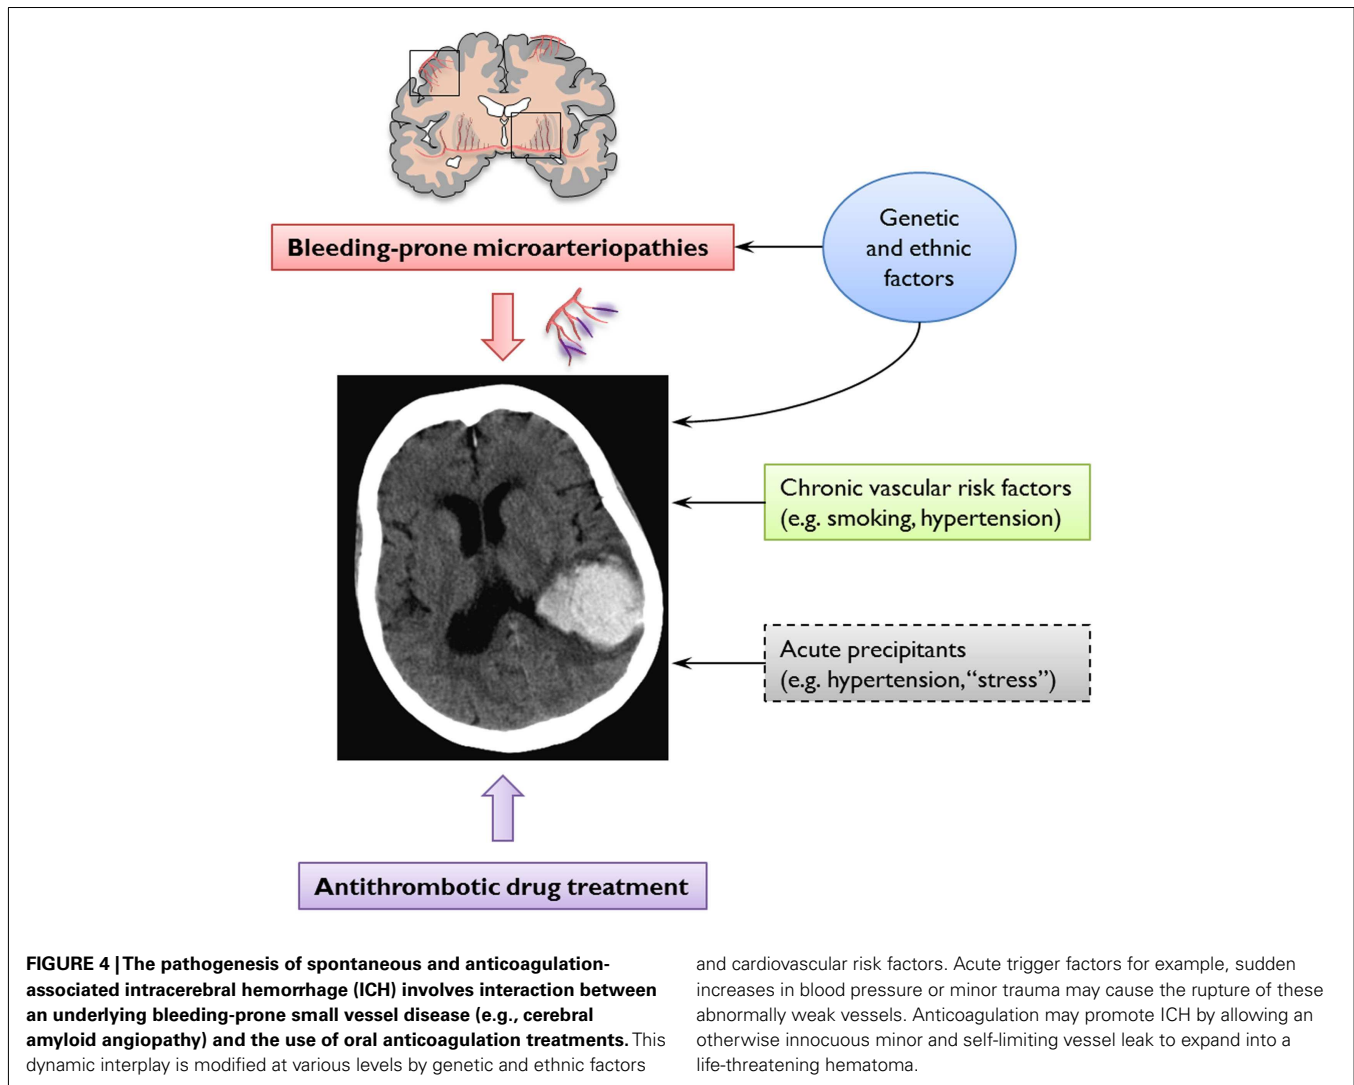 Bleeding-prone microarteriopathies
Genetic
and ethnic
factors
Chronic vascular risk factors
(e.g. smoking, hypertension)
Acute precipitants
(e.g. hypertension, “stress”)
Antithrombotic drug treatment
FIGURE 4 | The pathogenesis of spontaneous and anticoagulation-
associated intracerebral hemorrhage (ICH) involves interaction between
an underlying bleeding-prone small vessel disease (e.g., cerebral
amyloid angiopathy) and the use of oral anticoagulation treatments. This
dynamic interplay is modified at various levels by genetic and ethnic factors
and cardiovascular risk factors. Acute trigger factors for example, sudden
increases in blood pressure or minor trauma may cause the rupture of these
abnormally weak vessels. Anticoagulation may promote ICH by allowing an
otherwise innocuous minor and self-limiting vessel leak to expand into a
life-threatening hematoma.